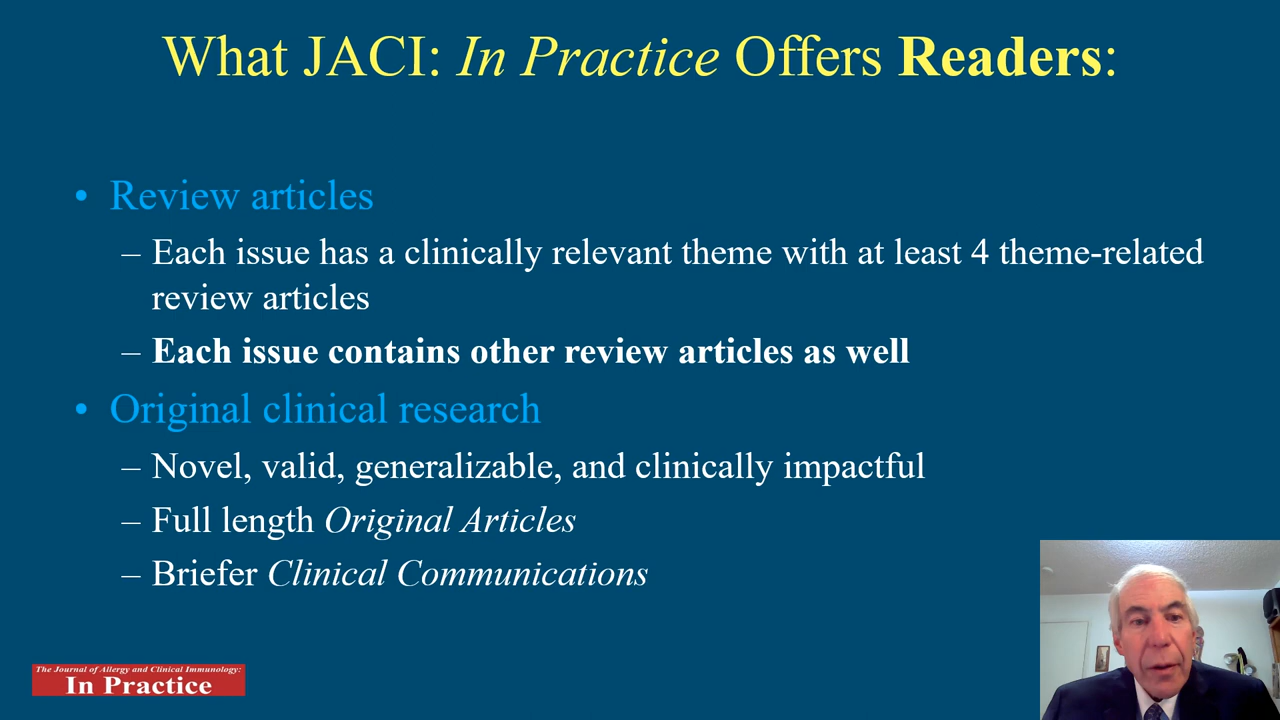 What JACI: In Practice Offers Readers:
• Review articles
– Each issue has a clinically relevant theme with at least 4 theme-related
review articles
– Each issue contains other review articles as well
• Original clinical research
– Novel, valid, generalizable, and clinically impactful
– Full length Original Articles
– Briefer Clinical Communications
The Journal of Allergy and Clinical Immunology:
In Practice